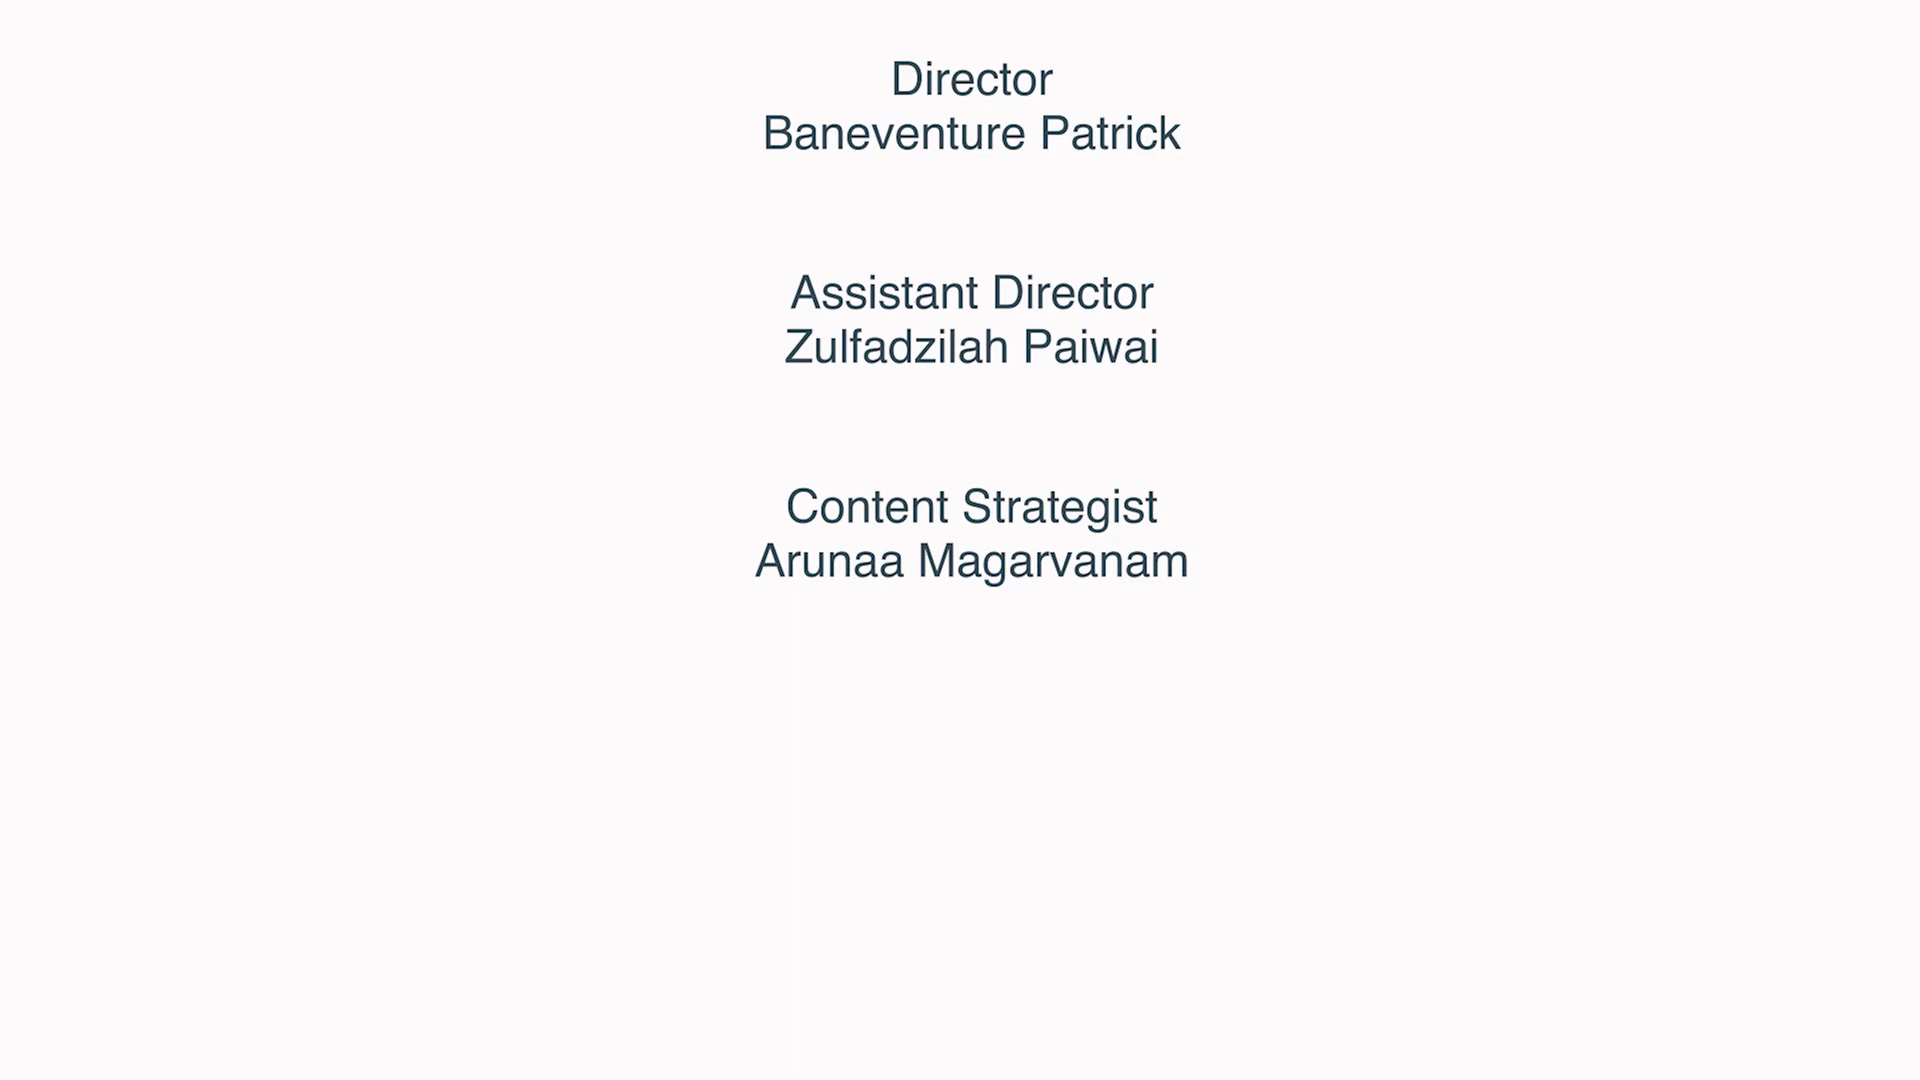 Director
Baneventure Patrick
Assistant Director
Zulfadzilah Paiwai
Content Strategist
Arunaa Magarvanam